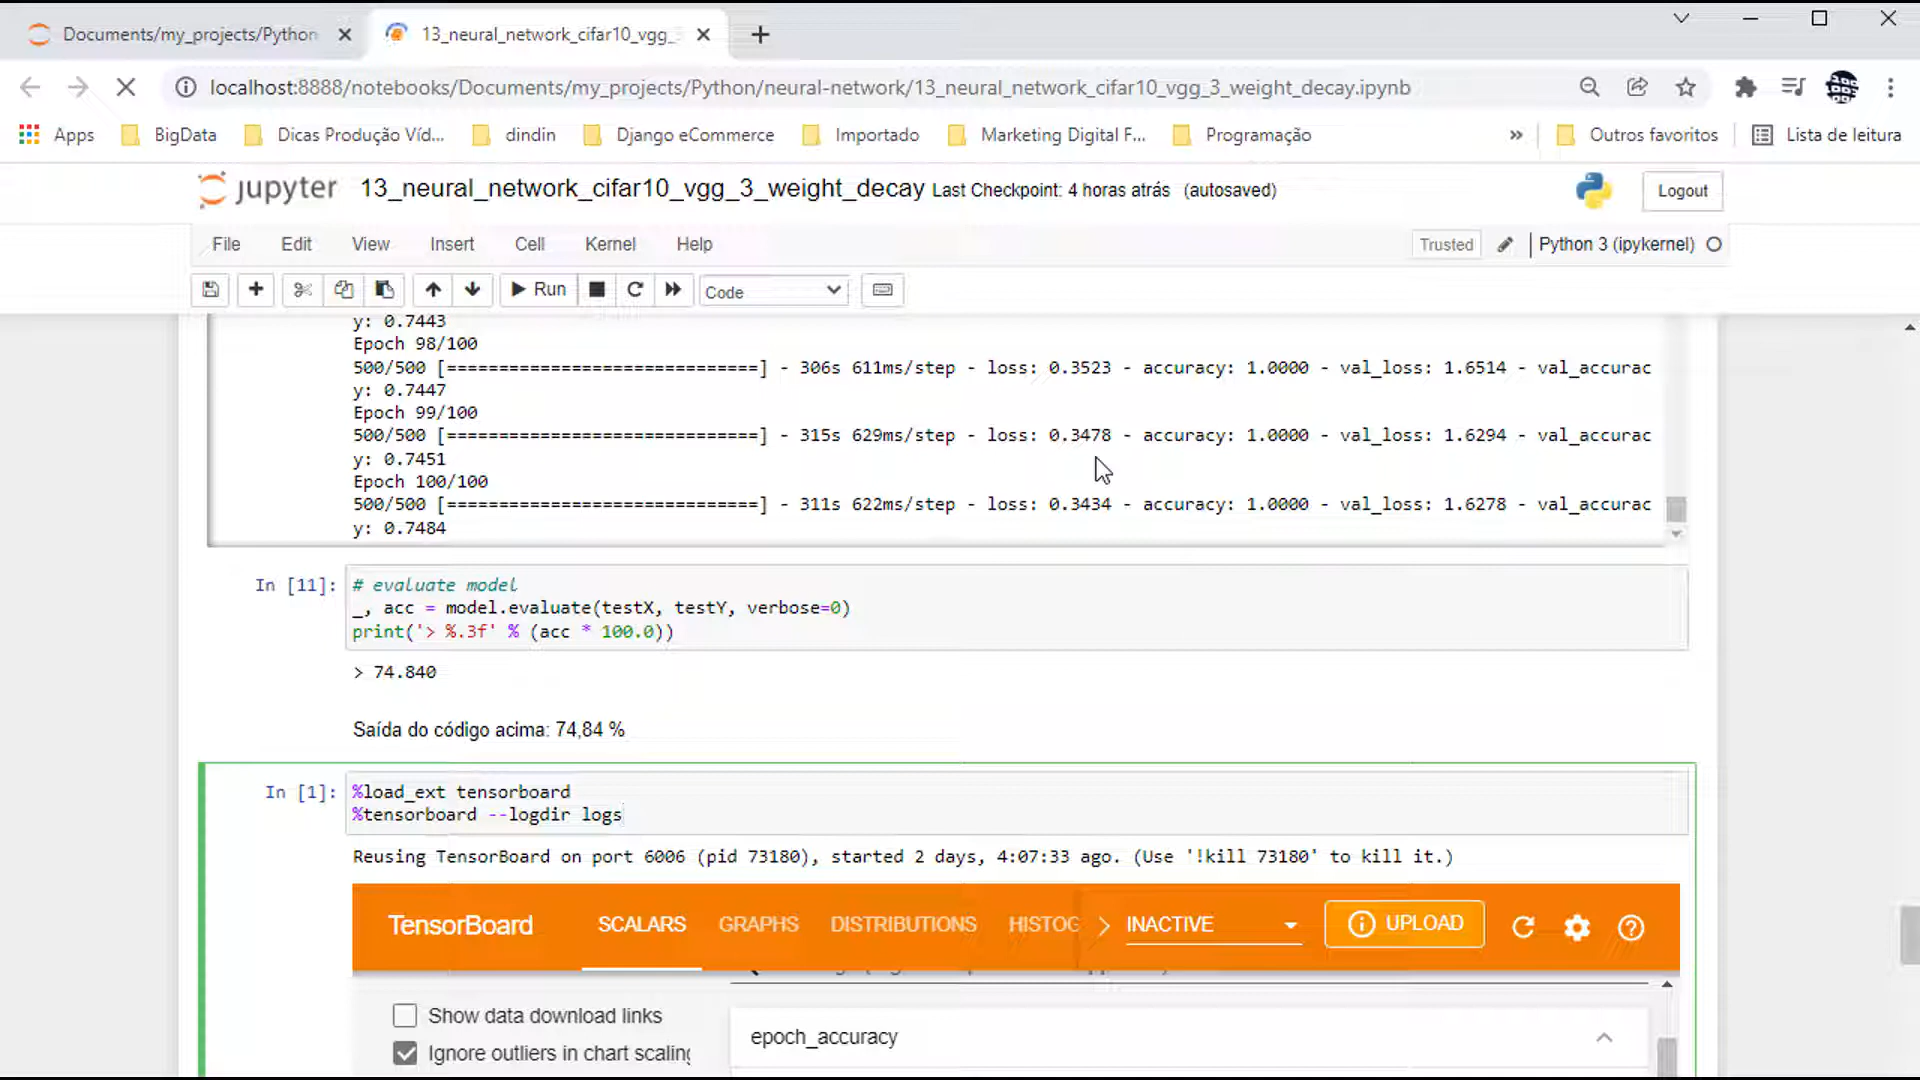 Documents/my_projects/Python
13_neural_network_cifar10_vgg_
localhost:8888/notebooks/Documents/my_projects/Python/neural-network/13_neural_network_cifar10_vgg_3_weight_decay.ipynb
Apps BigData Dicas Produção Víd... dindin Django eCommerce Importado Marketing Digital F... Programação » Outros favoritos Lista de leitura
jupyter 13_neural_network_cifar10_vgg_3_weight_decay Last Checkpoint: 4 horas atrás (autosaved) Logout
File Edit View Insert Cell Kernel Help Trusted Python 3 (ipykernel)
Run Code
y: 0.7443
Epoch 98/100
500/500 [==============================] - 306s 611ms/step - loss: 0.3523 - accuracy: 1.0000 - val_loss: 1.6514 - val_accurac
y: 0.7447
Epoch 99/100
500/500 [==============================] - 315s 629ms/step - loss: 0.3478 - accuracy: 1.0000 - val_loss: 1.6294 - val_accurac
y: 0.7451
Epoch 100/100
500/500 [==============================] - 311s 622ms/step - loss: 0.3434 - accuracy: 1.0000 - val_loss: 1.6278 - val_accurac
y: 0.7484
In [11]: # evaluate model
_, acc = model.evaluate(testX, testY, verbose=0)
print('> %.3f' % (acc * 100.0))
> 74.840
Saída do código acima: 74,84 %
In [1]: %load_ext tensorboard
%tensorboard --logdir logs
Reusing TensorBoard on port 6006 (pid 73180), started 2 days, 4:07:33 ago. (Use '!kill 73180' to kill it.)
TensorBoard SCALARS GRAPHS DISTRIBUTIONS HISTOG INACTIVE UPLOAD
Show data download links
Ignore outliers in chart scaling
epoch_accuracy